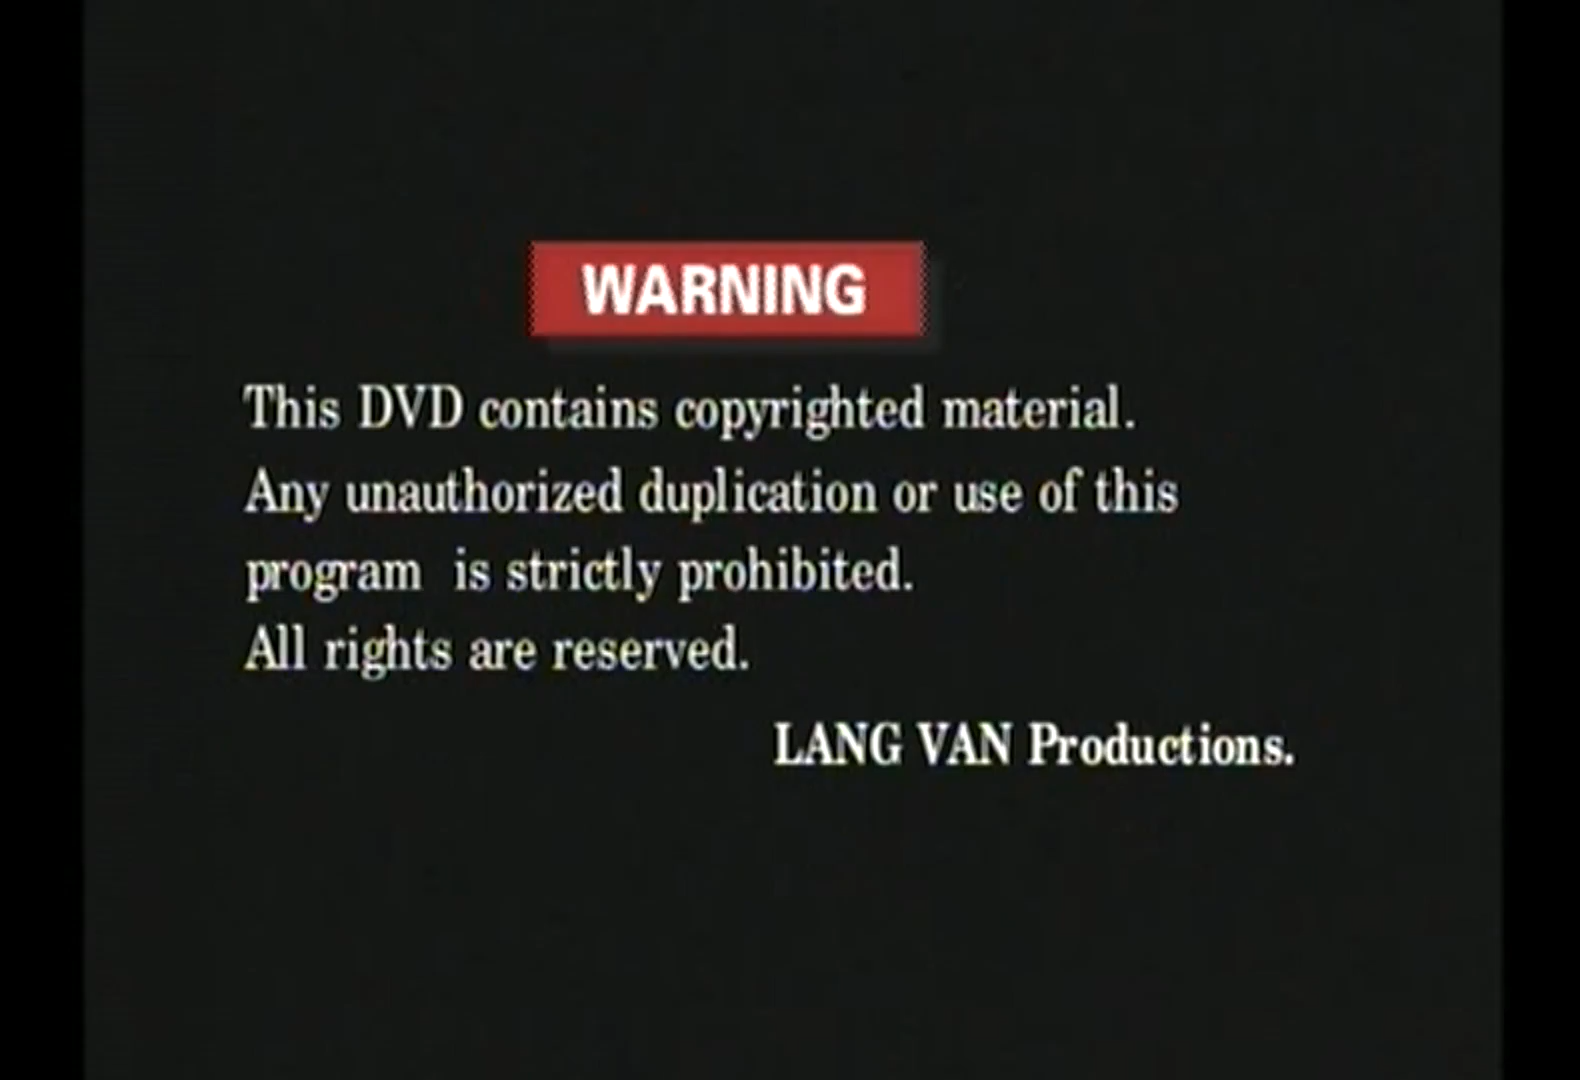 WARNING
This DVD contains copyrighted material.
Any unauthorized duplication or use of this
program  is strictly prohibited.
All rights are reserved.
LANG VAN Productions.